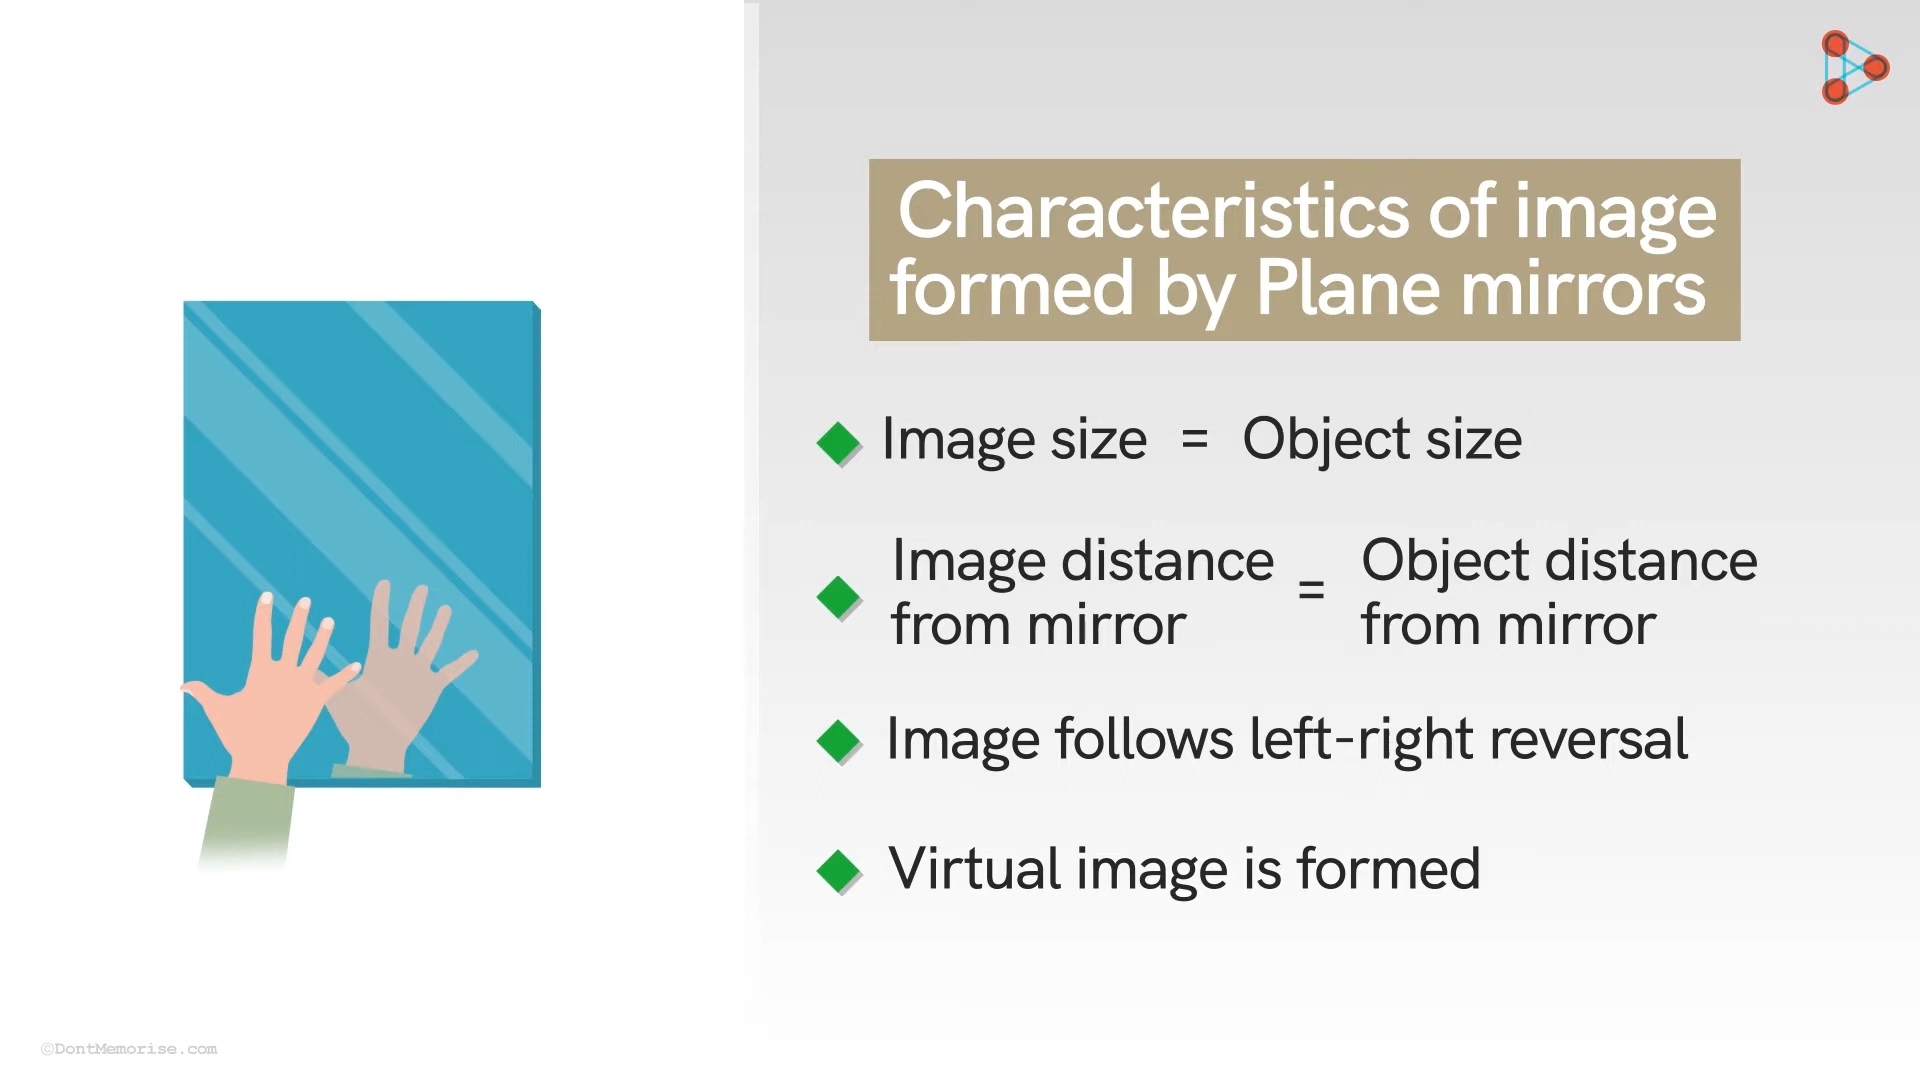 Characteristics of image
formed by Plane mirrors
Image size = Object size
Image distance
from mirror
=
Object distance
from mirror
Image follows left-right reversal
Virtual image is formed
©DontMemorise.com